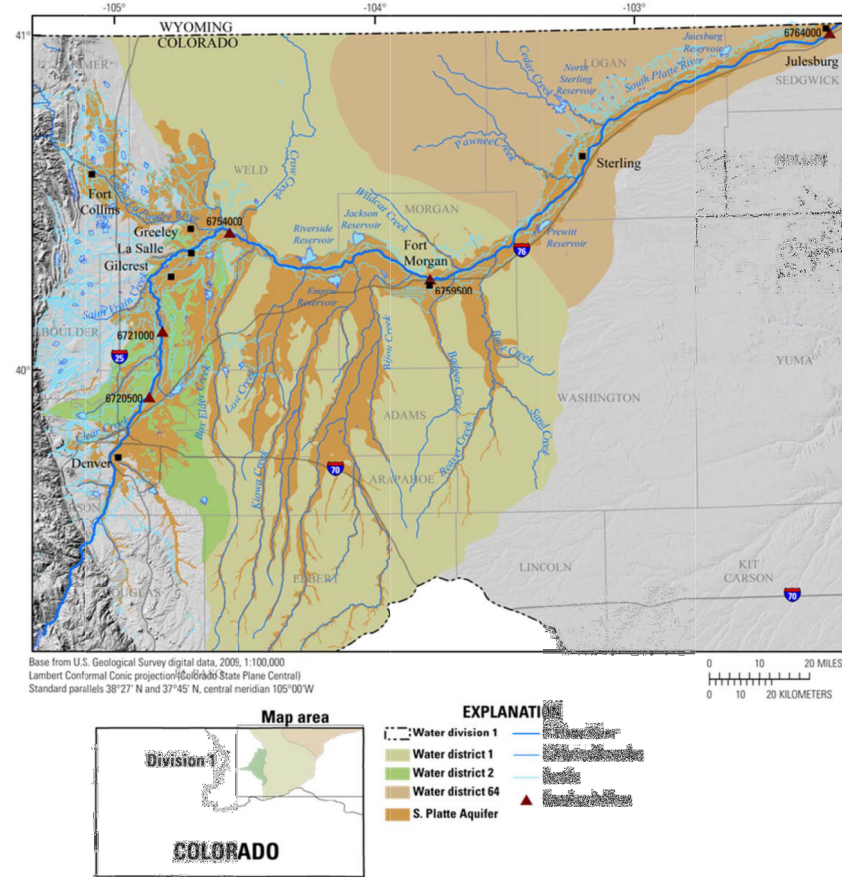 -105°
-104°
-103°
41°
WYOMING
COLORADO
6764000
Julesburg
Reservoir
LOGAN
Cedar Creek
North
Sterling
Reservoir
South Platte River
Julesburg
SEDGWICK
WELD
Crow Creek
Pawnee Creek
Sterling
Fort
Collins
Cache La Poudre River
MORGAN
Wildcat Creek
6754000
Greeley
La Salle
Gilcrest
Riverside
Reservoir
Jackson
Reservoir
Fort
Morgan
Prewitt
Reservoir
76
Saint Vrain Creek
Empire
Reservoir
6759500
BOULDER
6721000
25
Bijou Creek
Badger Creek
YUMA
40°
6720500
Box Elder Creek
Lost Creek
ADAMS
WASHINGTON
Clear Creek
Beaver Creek
Denver
Kiowa Creek
70
ARAPAHOE
LINCOLN
KIT
CARSON
ELBERT
70
Base from U.S. Geological Survey digital data, 2009, 1:100,000
Lambert Conformal Conic projection (Colorado State Plane Central)
Standard parallels 38°27' N and 37°45' N, central neridian 105°00'W
0 10 20 MILES
0 10 20 KILOMETERS
Map area
Division 1
COLORADO
EXPLANATION
Water division 1
Water district 1
Water district 2
Water district 64
S. Platte Aquifer